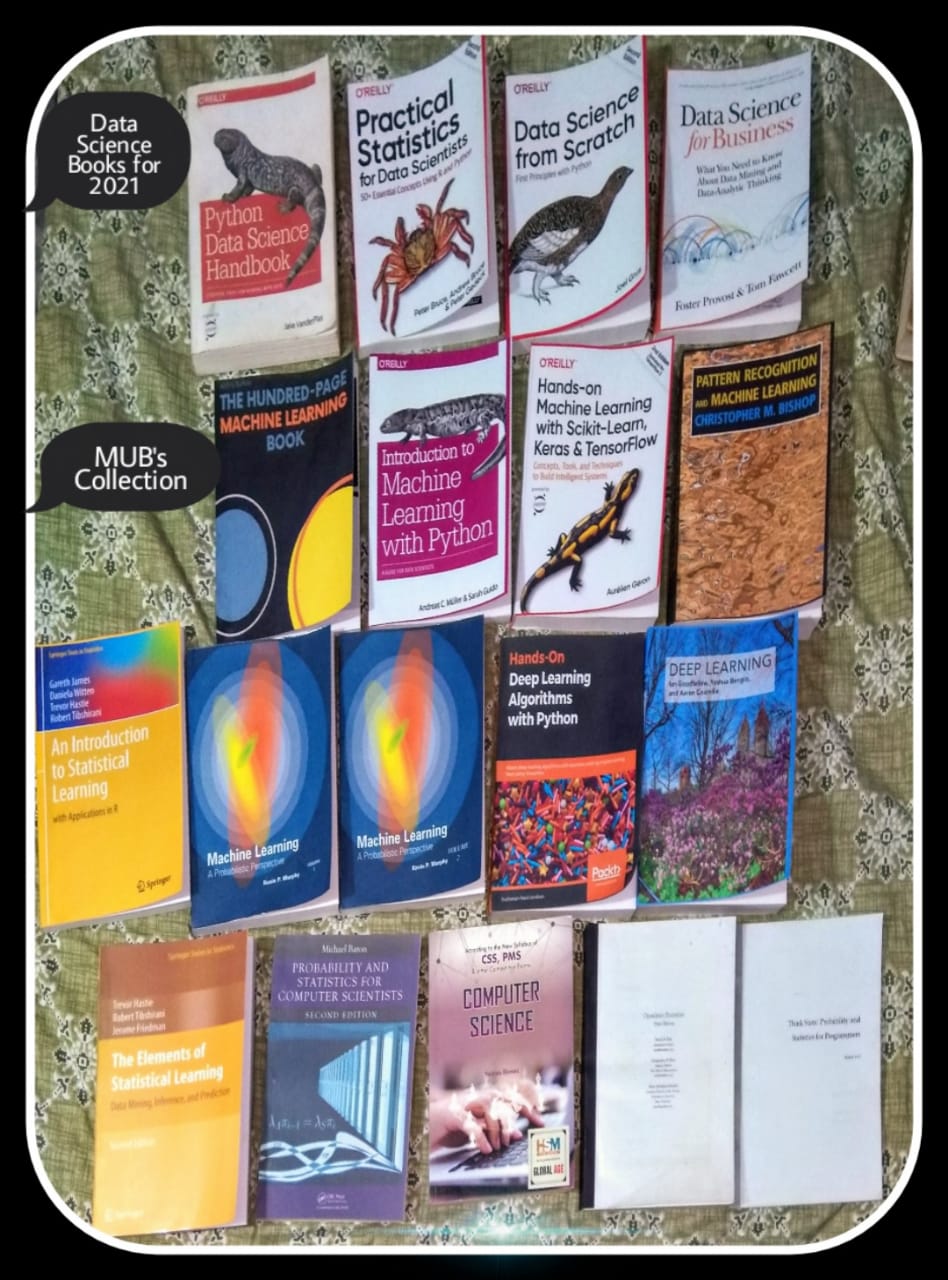 Data
Science
Books for
2021
O'REILLY
Python
Data Science
Handbook
Jake VanderPlas
O'REILLY
Practical
Statistics
for Data Scientists
50+ Essential Concepts Using R and Python
Peter Bruce, Andrew Bruce
& Peter Gedeck
O'REILLY
Data Science
from Scratch
First Principles with Python
Joel Grus
Data Science
for Business
What You Need to Know
About Data Mining and
Data-Analytic Thinking
Foster Provost & Tom Fawcett
MUB's
Collection
THE HUNDRED-PAGE
MACHINE LEARNING
BOOK
O'REILLY
Introduction to
Machine
Learning
with Python
A GUIDE FOR DATA SCIENTISTS
Andreas C. Müller & Sarah Guido
O'REILLY
Hands-on
Machine Learning
with Scikit-Learn,
Keras & TensorFlow
Concepts, Tools, and Techniques
to Build Intelligent Systems
Aurélien Géron
PATTERN RECOGNITION
AND MACHINE LEARNING
CHRISTOPHER M. BISHOP
Springer Texts in Statistics
Gareth James
Daniela Witten
Trevor Hastie
Robert Tibshirani
An Introduction
to Statistical
Learning
with Applications in R
Springer
Machine Learning
A Probabilistic Perspective
Kevin P. Murphy
Machine Learning
A Probabilistic Perspective
VOLUME
2
Kevin P. Murphy
Hands-On
Deep Learning
Algorithms
with Python
Packt
DEEP LEARNING
Ian Goodfellow, Yoshua Bengio,
and Aaron Courville
Springer Series in Statistics
Trevor Hastie
Robert Tibshirani
Jerome Friedman
The Elements of
Statistical Learning
Data Mining, Inference, and Prediction
Second Edition
Springer
Michael Baron
PROBABILITY AND
STATISTICS FOR
COMPUTER SCIENTISTS
SECOND EDITION
CRC Press
According to the New Syllabus of
CSS, PMS
COMPUTER
SCIENCE
HSM
GLOBAL AGE
Think Stats: Probability and
Statistics for Programmers